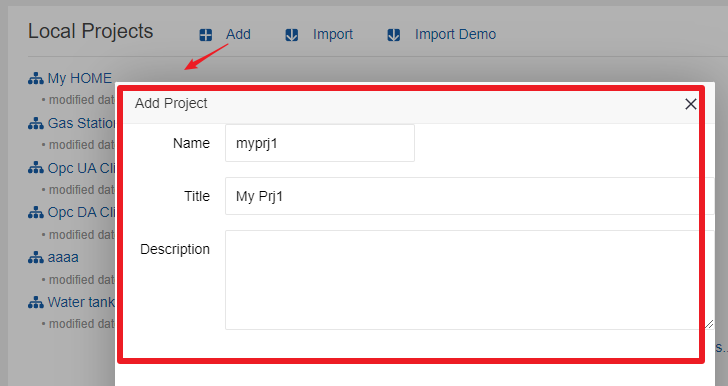 Local Projects Add Import Import Demo
My HOME
• modified dat
Add Project
Name myprj1
Gas Station
• modified dat
Title My Prj1
Opc UA Cli
• modified dat
Opc DA Cli
• modified dat
Description
aaaa
• modified dat
Water tank
• modified dat
s...